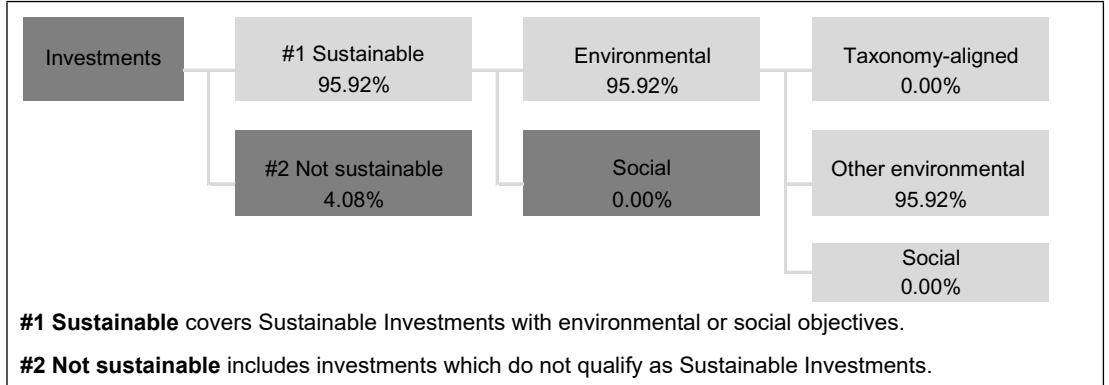 Investments
#1 Sustainable
95.92%
Environmental
95.92%
Taxonomy-aligned
0.00%
#2 Not sustainable
4.08%
Social
0.00%
Other environmental
95.92%
Social
0.00%
#1 Sustainable covers Sustainable Investments with environmental or social objectives.
#2 Not sustainable includes investments which do not qualify as Sustainable Investments.